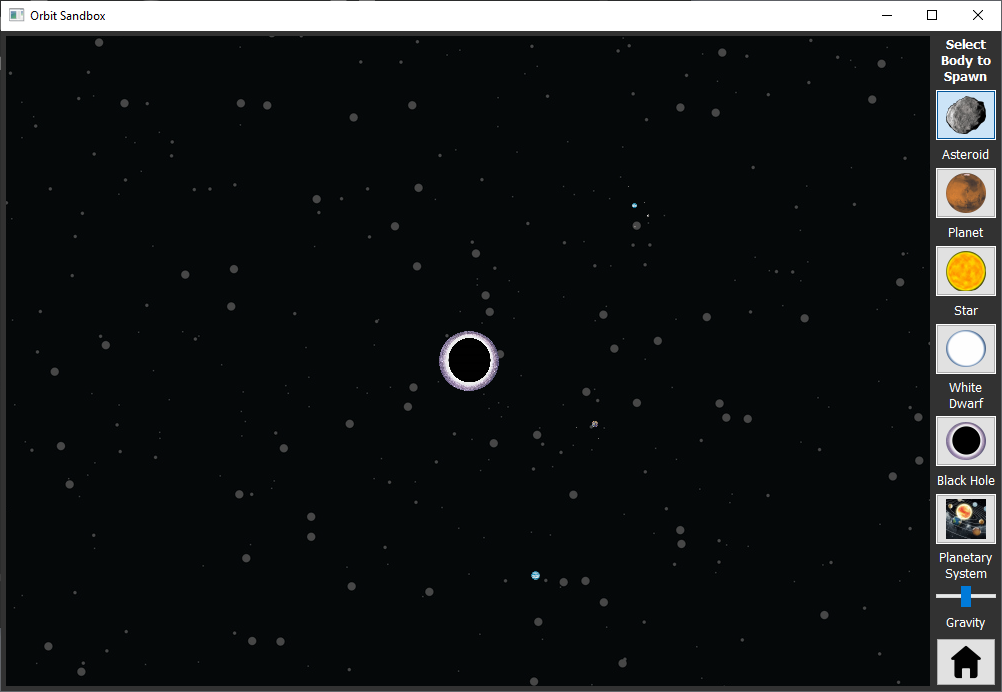 Orbit Sandbox
Select
Body to
Spawn
Asteroid
Planet
Star
White
Dwarf
Black Hole
Planetary
System
Gravity